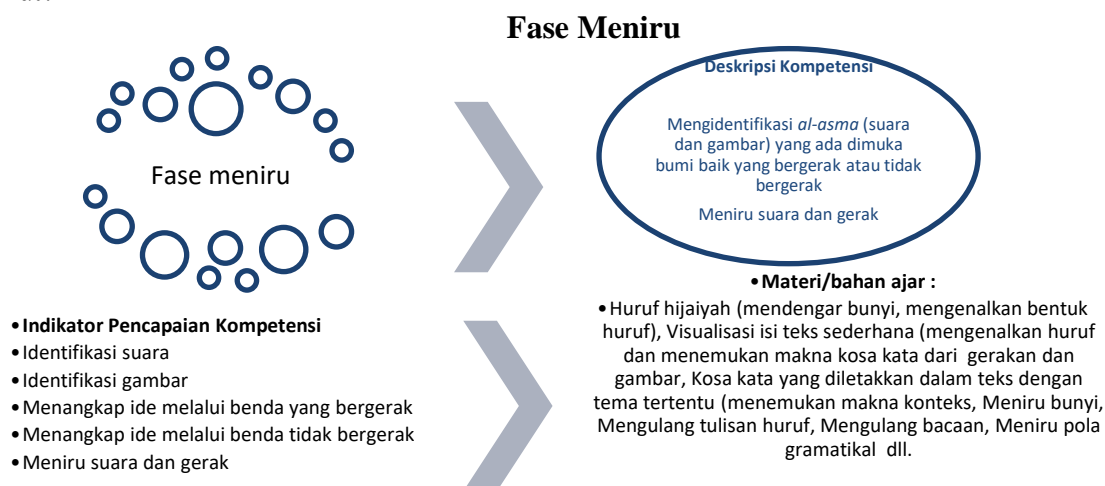 Fase Meniru
Fase meniru
Deskripsi Kompetensi
Mengidentifikasi al-asma (suara
dan gambar) yang ada dimuka
bumi baik yang bergerak atau tidak
bergerak
Meniru suara dan gerak
•Indikator Pencapaian Kompetensi
•Identifikasi suara
•Identifikasi gambar
•Menangkap ide melalui benda yang bergerak
•Menangkap ide melalui benda tidak bergerak
•Meniru suara dan gerak
•Materi/bahan ajar :
•Huruf hijaiyah (mendengar bunyi, mengenalkan bentuk
huruf), Visualisasi isi teks sederhana (mengenalkan huruf
dan menemukan makna kosa kata dari gerakan dan
gambar, Kosa kata yang diletakkan dalam teks dengan
tema tertentu (menemukan makna konteks, Meniru bunyi,
Mengulang tulisan huruf, Mengulang bacaan, Meniru pola
gramatikal dll.